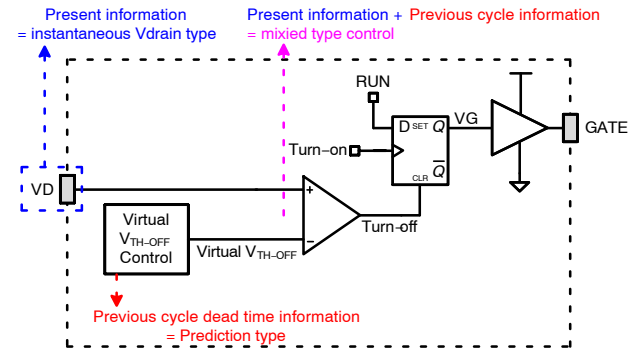 Present information
= instantaneous Vdrain type
Present information + Previous cycle information
= mixied type control
RUN
D SET Q
VG
GATE
Turn-on
Q̅
CLR
VD
+
Virtual
VTH-OFF
Control
−
Virtual VTH-OFF
Turn-off
Previous cycle dead time information
= Prediction type